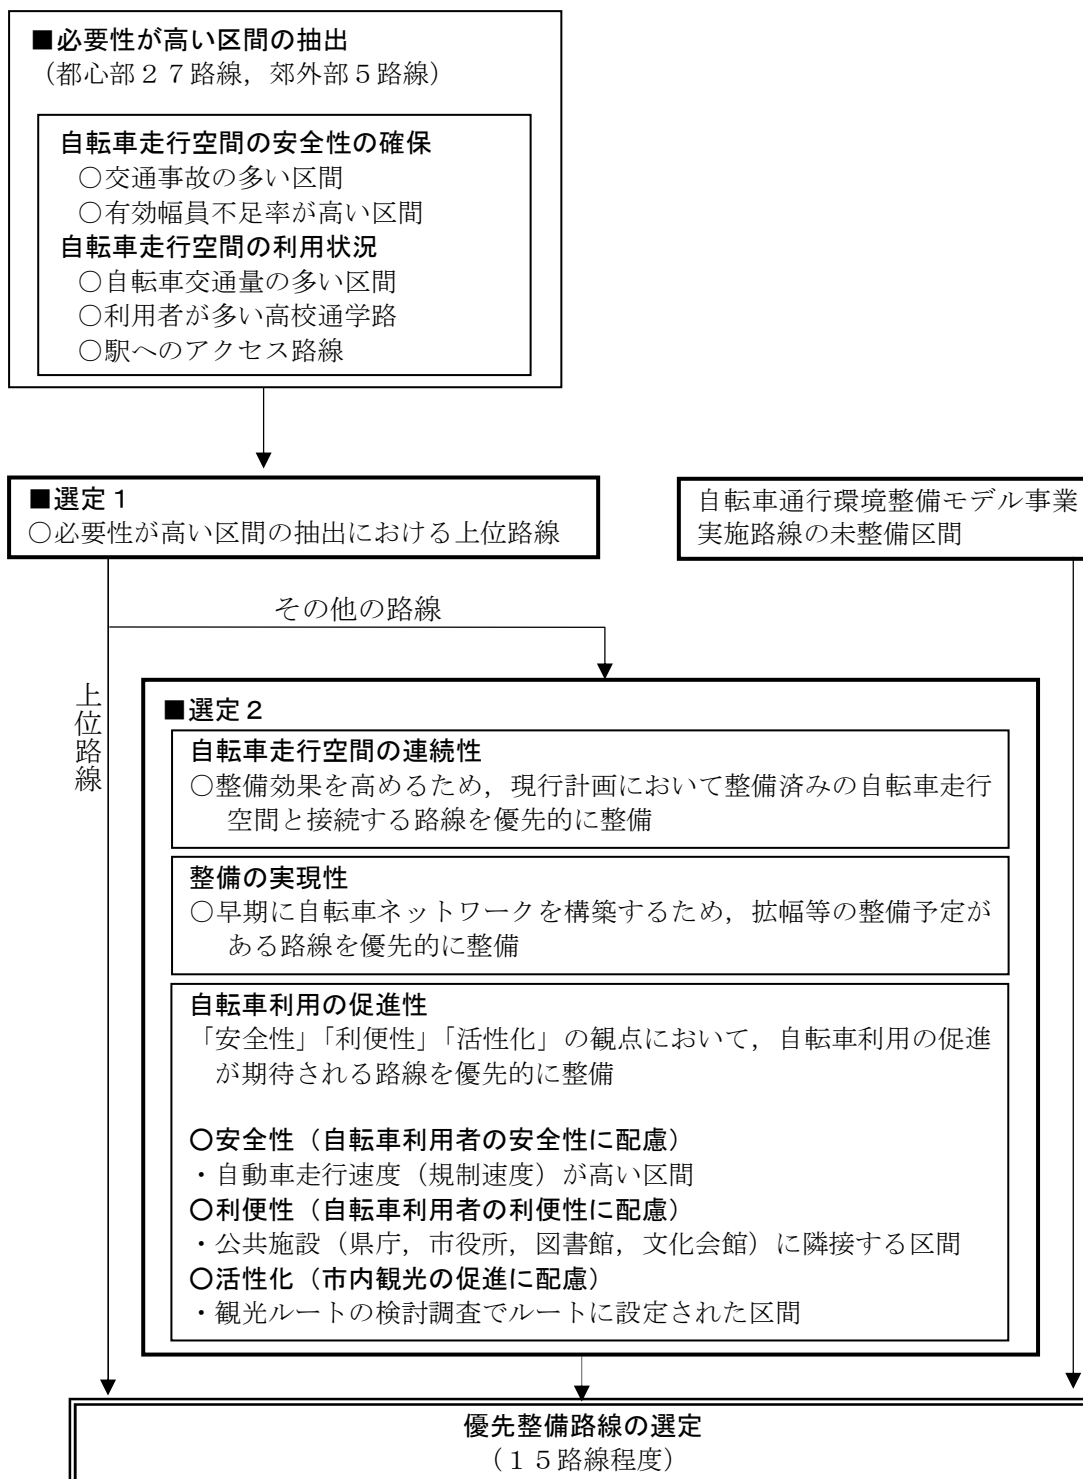 ■必要性が高い区間の抽出
（都心部２７路線，郊外部５路線）
自転車走行空間の安全性の確保
○交通事故の多い区間
○有効幅員不足率が高い区間
自転車走行空間の利用状況
○自転車交通量の多い区間
○利用者が多い高校通学路
○駅へのアクセス路線
■選定１
○必要性が高い区間の抽出における上位路線
自転車通行環境整備モデル事業
実施路線の未整備区間
その他の路線
上位路線
■選定２
自転車走行空間の連続性
○整備効果を高めるため，現行計画において整備済みの自転車走行
空間と接続する路線を優先的に整備
整備の実現性
○早期に自転車ネットワークを構築するため，拡幅等の整備予定が
ある路線を優先的に整備
自転車利用の促進性
「安全性」「利便性」「活性化」の観点において，自転車利用の促進
が期待される路線を優先的に整備
○安全性（自転車利用者の安全性に配慮）
・自動車走行速度（規制速度）が高い区間
○利便性（自転車利用者の利便性に配慮）
・公共施設（県庁，市役所，図書館，文化会館）に隣接する区間
○活性化（市内観光の促進に配慮）
・観光ルートの検討調査でルートに設定された区間
優先整備路線の選定
（１５路線程度）